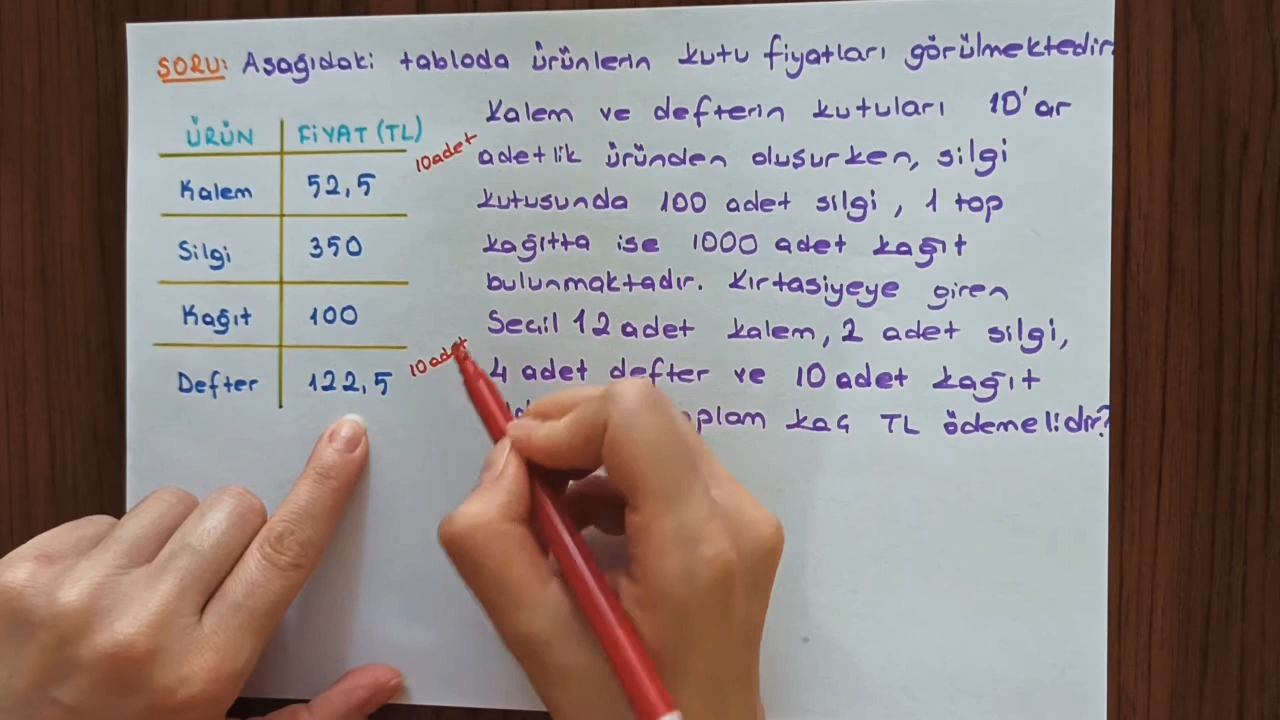 SORU: Aşağıdaki tabloda ürünlerin kutu fiyatları görülmektedir.
ÜRÜN FİYAT (TL)
Kalem 52,5 10 adet
Silgi 350
Kağıt 100
Defter 122,5 10 adet
Kalem ve defterin kutuları 10'ar
adetlik üründen oluşurken, silgi
kutusunda 100 adet silgi, 1 top
kağıtta ise 1000 adet kağıt
bulunmaktadır. Kırtasiyeye giren
Seçil 12 adet kalem, 2 adet silgi,
4 adet defter ve 10 adet kağıt
kaç TL ödemelidir?